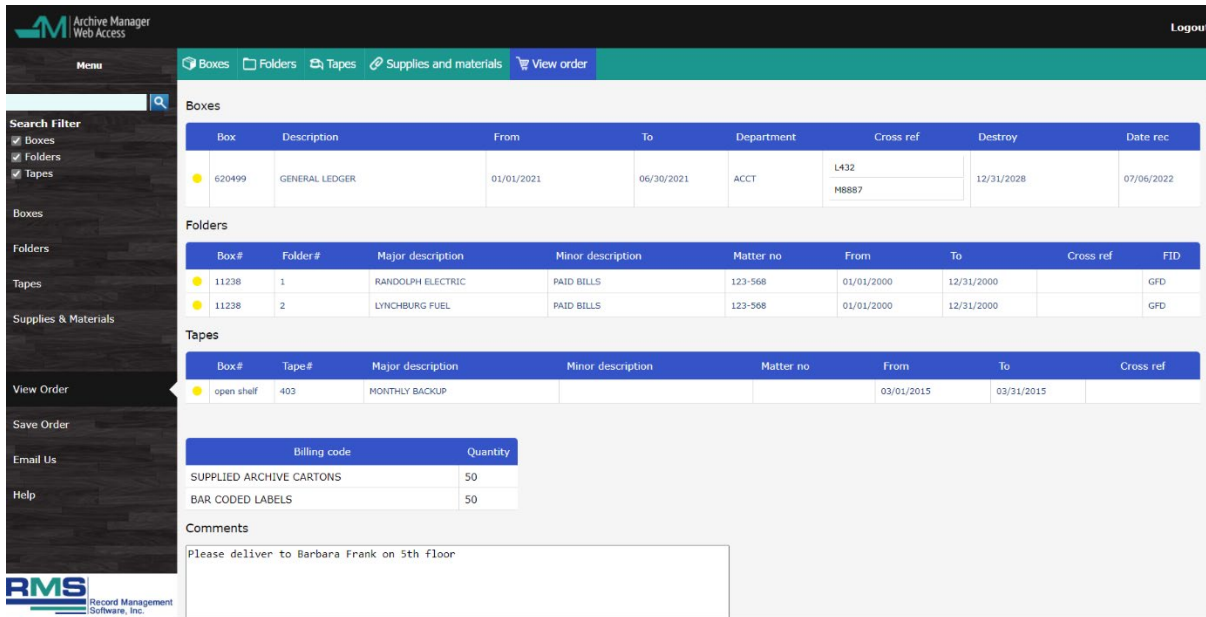 Archive Manager
Web Access
Logout
Menu
Boxes Folders Tapes Supplies and materials View order
Search Filter
Boxes
Folders
Tapes
Boxes
Folders
Tapes
Supplies & Materials
View Order
Save Order
Email Us
Help
RMS
Record Management
Software, Inc.
Boxes
Box Description From To Department Cross ref Destroy Date rec
620499 GENERAL LEDGER 01/01/2021 06/30/2021 ACCT L432 12/31/2028 07/06/2022
M8887
Folders
Box# Folder# Major description Minor description Matter no From To Cross ref FID
11238 1 RANDOLPH ELECTRIC PAID BILLS 123-568 01/01/2000 12/31/2000 GFD
11238 2 LYNCHBURG FUEL PAID BILLS 123-568 01/01/2000 12/31/2000 GFD
Tapes
Box# Tape# Major description Minor description Matter no From To Cross ref
open shelf 403 MONTHLY BACKUP 03/01/2015 03/31/2015
Billing code Quantity
SUPPLIED ARCHIVE CARTONS 50
BAR CODED LABELS 50
Comments
Please deliver to Barbara Frank on 5th floor